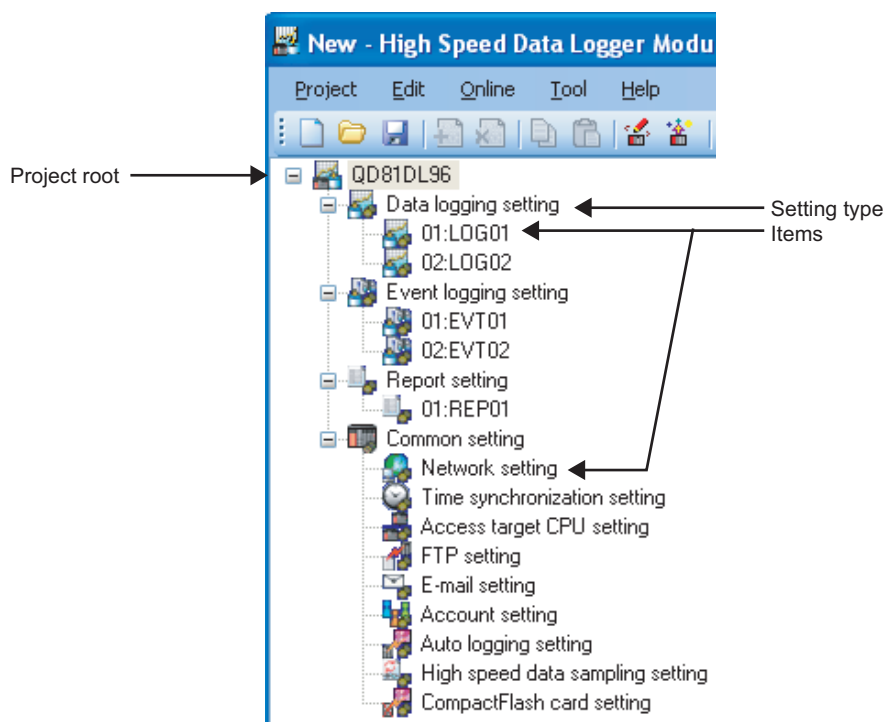 New - High Speed Data Logger Modu
Project Edit Online Tool Help
Project root
QD81DL96
Data logging setting
Setting type
01:LOG01
Items
02:LOG02
Event logging setting
01:EVT01
02:EVT02
Report setting
01:REP01
Common setting
Network setting
Time synchronization setting
Access target CPU setting
FTP setting
E-mail setting
Account setting
Auto logging setting
High speed data sampling setting
CompactFlash card setting